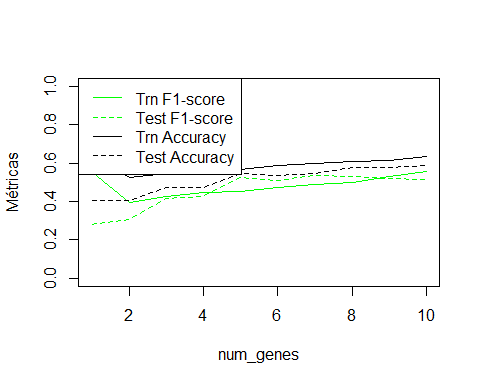 Trn F1-score
Test F1-score
Trn Accuracy
Test Accuracy
Métricas
1.0
0.8
0.6
0.4
0.2
0.0
2 4 6 8 10
num_genes